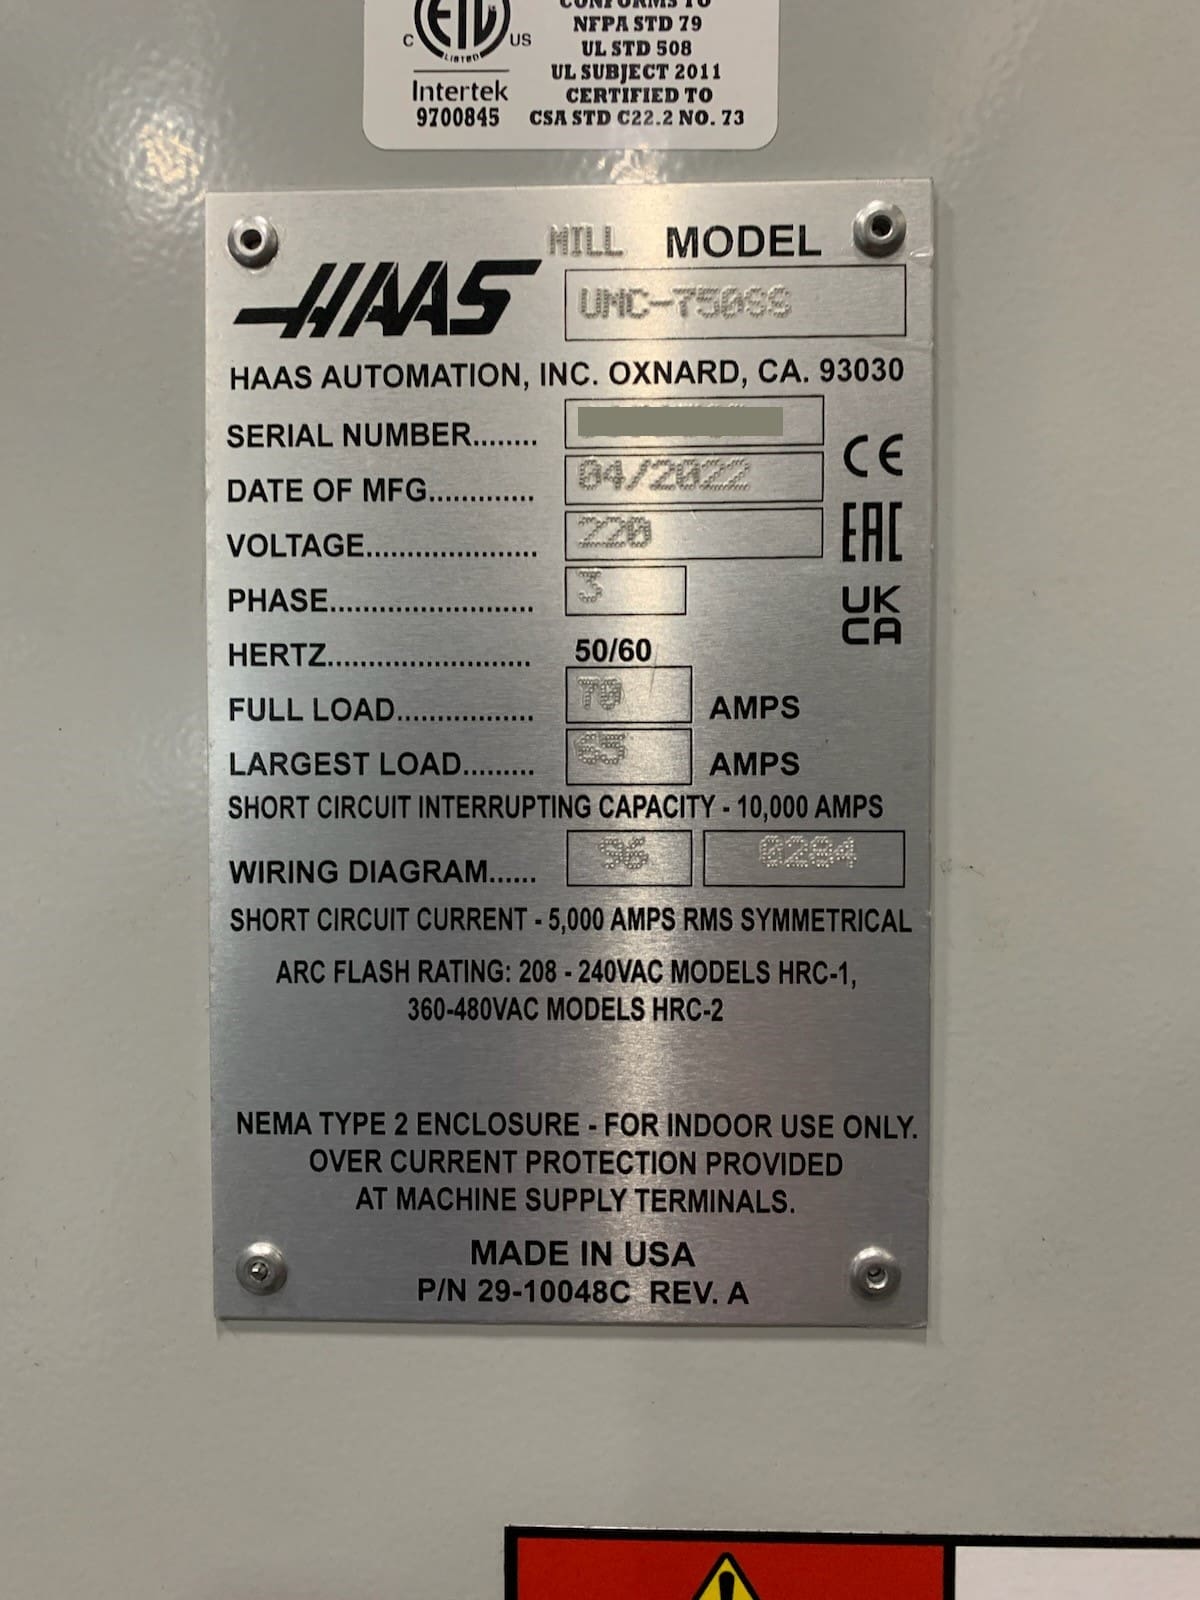 CONFORMS TO
NFPA STD 79
UL STD 508
UL SUBJECT 2011
CERTIFIED TO
CSA STD C22.2 NO. 73
C ETL US
LISTED
Intertek
9700845
MILL MODEL
HAAS UMC-750SS
HAAS AUTOMATION, INC. OXNARD, CA. 93030
SERIAL NUMBER........
DATE OF MFG............. 04/2022
VOLTAGE..................... 220
PHASE......................... 3
HERTZ......................... 50/60
FULL LOAD................. 70 AMPS
LARGEST LOAD......... 65 AMPS
SHORT CIRCUIT INTERRUPTING CAPACITY - 10,000 AMPS
WIRING DIAGRAM...... 96 0284
SHORT CIRCUIT CURRENT - 5,000 AMPS RMS SYMMETRICAL
ARC FLASH RATING: 208 - 240VAC MODELS HRC-1,
360-480VAC MODELS HRC-2
NEMA TYPE 2 ENCLOSURE - FOR INDOOR USE ONLY.
OVER CURRENT PROTECTION PROVIDED
AT MACHINE SUPPLY TERMINALS.
MADE IN USA
P/N 29-10048C REV. A
CE
EAC
UK
CA